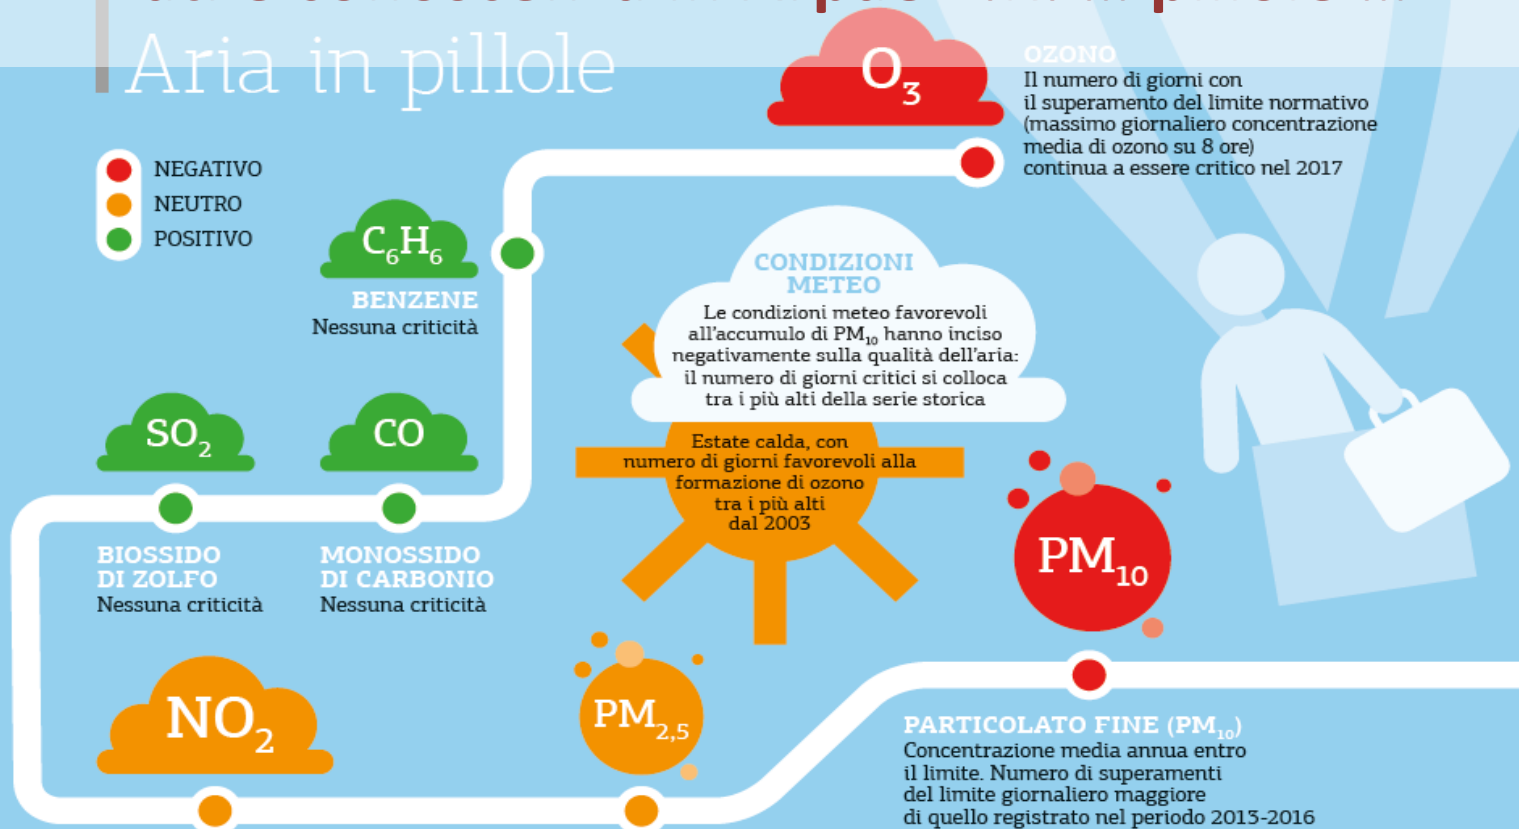 Aria in pillole
NEGATIVO
NEUTRO
POSITIVO
O3
OZONO
Il numero di giorni con
il superamento del limite normativo
(massimo giornaliero concentrazione
media di ozono su 8 ore)
continua a essere critico nel 2017
C6H6
BENZENE
Nessuna criticità
CONDIZIONI
METEO
Le condizioni meteo favorevoli
all'accumulo di PM10 hanno inciso
negativamente sulla qualità dell'aria:
il numero di giorni critici si colloca
tra i più alti della serie storica
Estate calda, con
numero di giorni favorevoli alla
formazione di ozono
tra i più alti
dal 2003
SO2
BIOSSIDO
DI ZOLFO
Nessuna criticità
CO
MONOSSIDO
DI CARBONIO
Nessuna criticità
NO2
PM2,5
PM10
PARTICOLATO FINE (PM10)
Concentrazione media annua entro
il limite. Numero di superamenti
del limite giornaliero maggiore
di quello registrato nel periodo 2013-2016